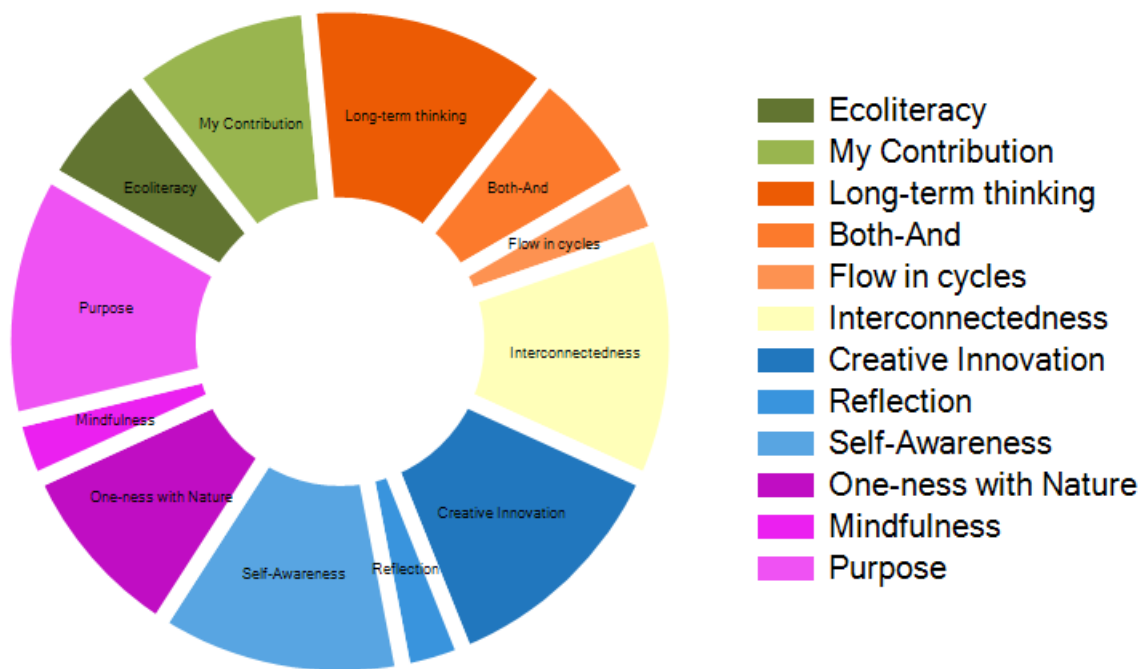 My Contribution
Long-term thinking
Ecoliteracy
Both-And
Flow in cycles
Purpose
Interconnectedness
Mindfulness
One-ness with Nature
Creative Innovation
Self-Awareness
Reflection
Ecoliteracy
My Contribution
Long-term thinking
Both-And
Flow in cycles
Interconnectedness
Creative Innovation
Reflection
Self-Awareness
One-ness with Nature
Mindfulness
Purpose